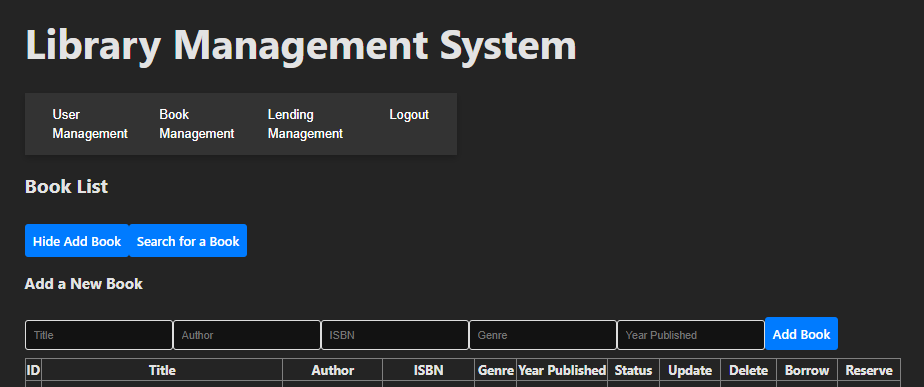 Library Management System
User Management Book Management Lending Management Logout
Book List
Hide Add Book Search for a Book
Add a New Book
Title Author ISBN Genre Year Published Add Book
ID Title Author ISBN Genre Year Published Status Update Delete Borrow Reserve